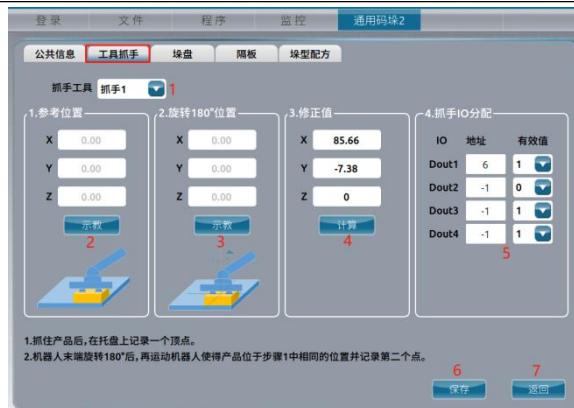 登录 文件 程序 监控 通用码垛2
公共信息 工具抓手 垛盘 隔板 垛型配方
抓手工具 抓手1 1
1.参考位置 2.旋转180°位置 3.修正值 4.抓手IO分配
X 0.00 X 0.00 X 85.66 IO 地址 有效值
Y 0.00 Y 0.00 Y -7.38 Dout1 6 1
Z 0.00 Z 0.00 Z 0 Dout2 -1 0
示教 示教 计算 Dout3 -1 1
2 3 4 Dout4 -1 1
5
1.抓住产品后,在托盘上记录一个顶点。
2.机器人末端旋转180°后,再运动机器人使得产品位于步骤1中相同的位置并记录第二个点。
6 7
保存 返回